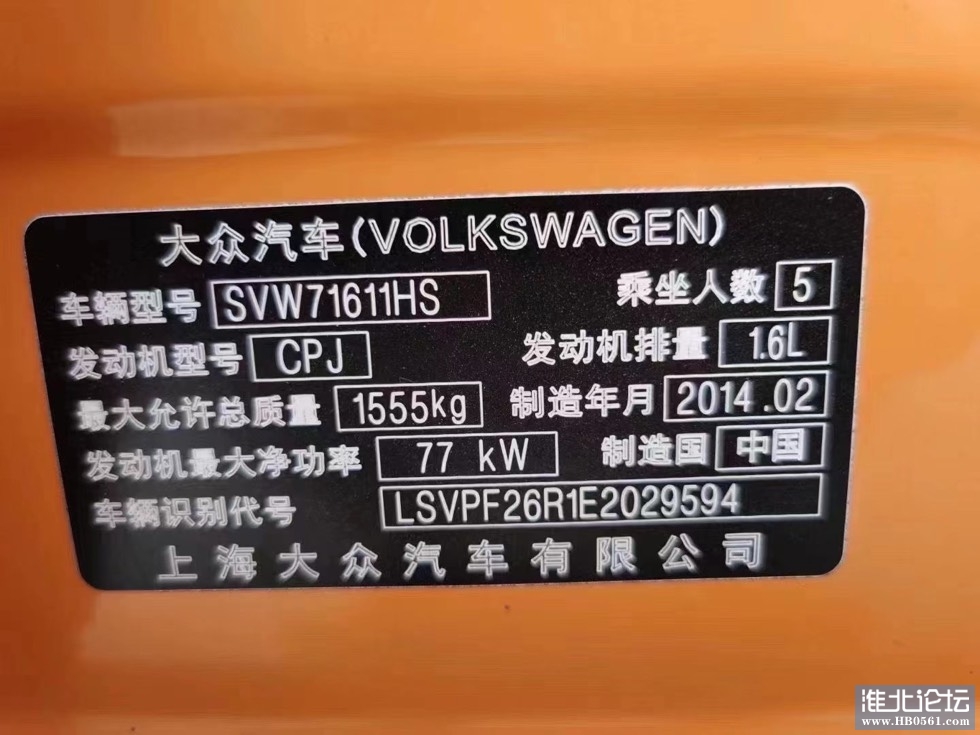 大众汽车(VOLKSWAGEN)
车辆型号 SVW71611HS 乘坐人数 5
发动机型号 CPJ 发动机排量 1.6L
最大允许总质量 1555kg 制造年月 2014.02
发动机最大净功率 77 kW 制造国 中国
车辆识别代号 LSVPF26R1E2029594
上海大众汽车有限公司
淮北论坛
www.HB0561.com